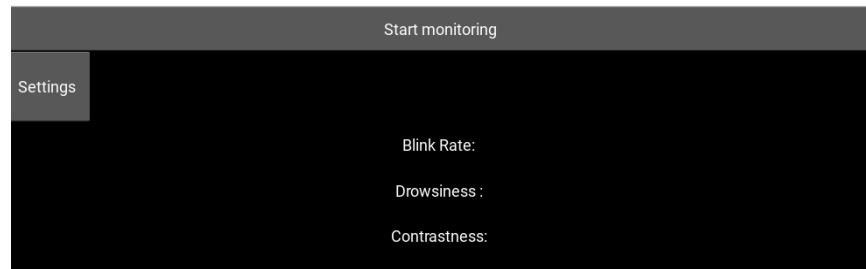 Start monitoring
Settings
Blink Rate:
Drowsiness :
Contrastness: